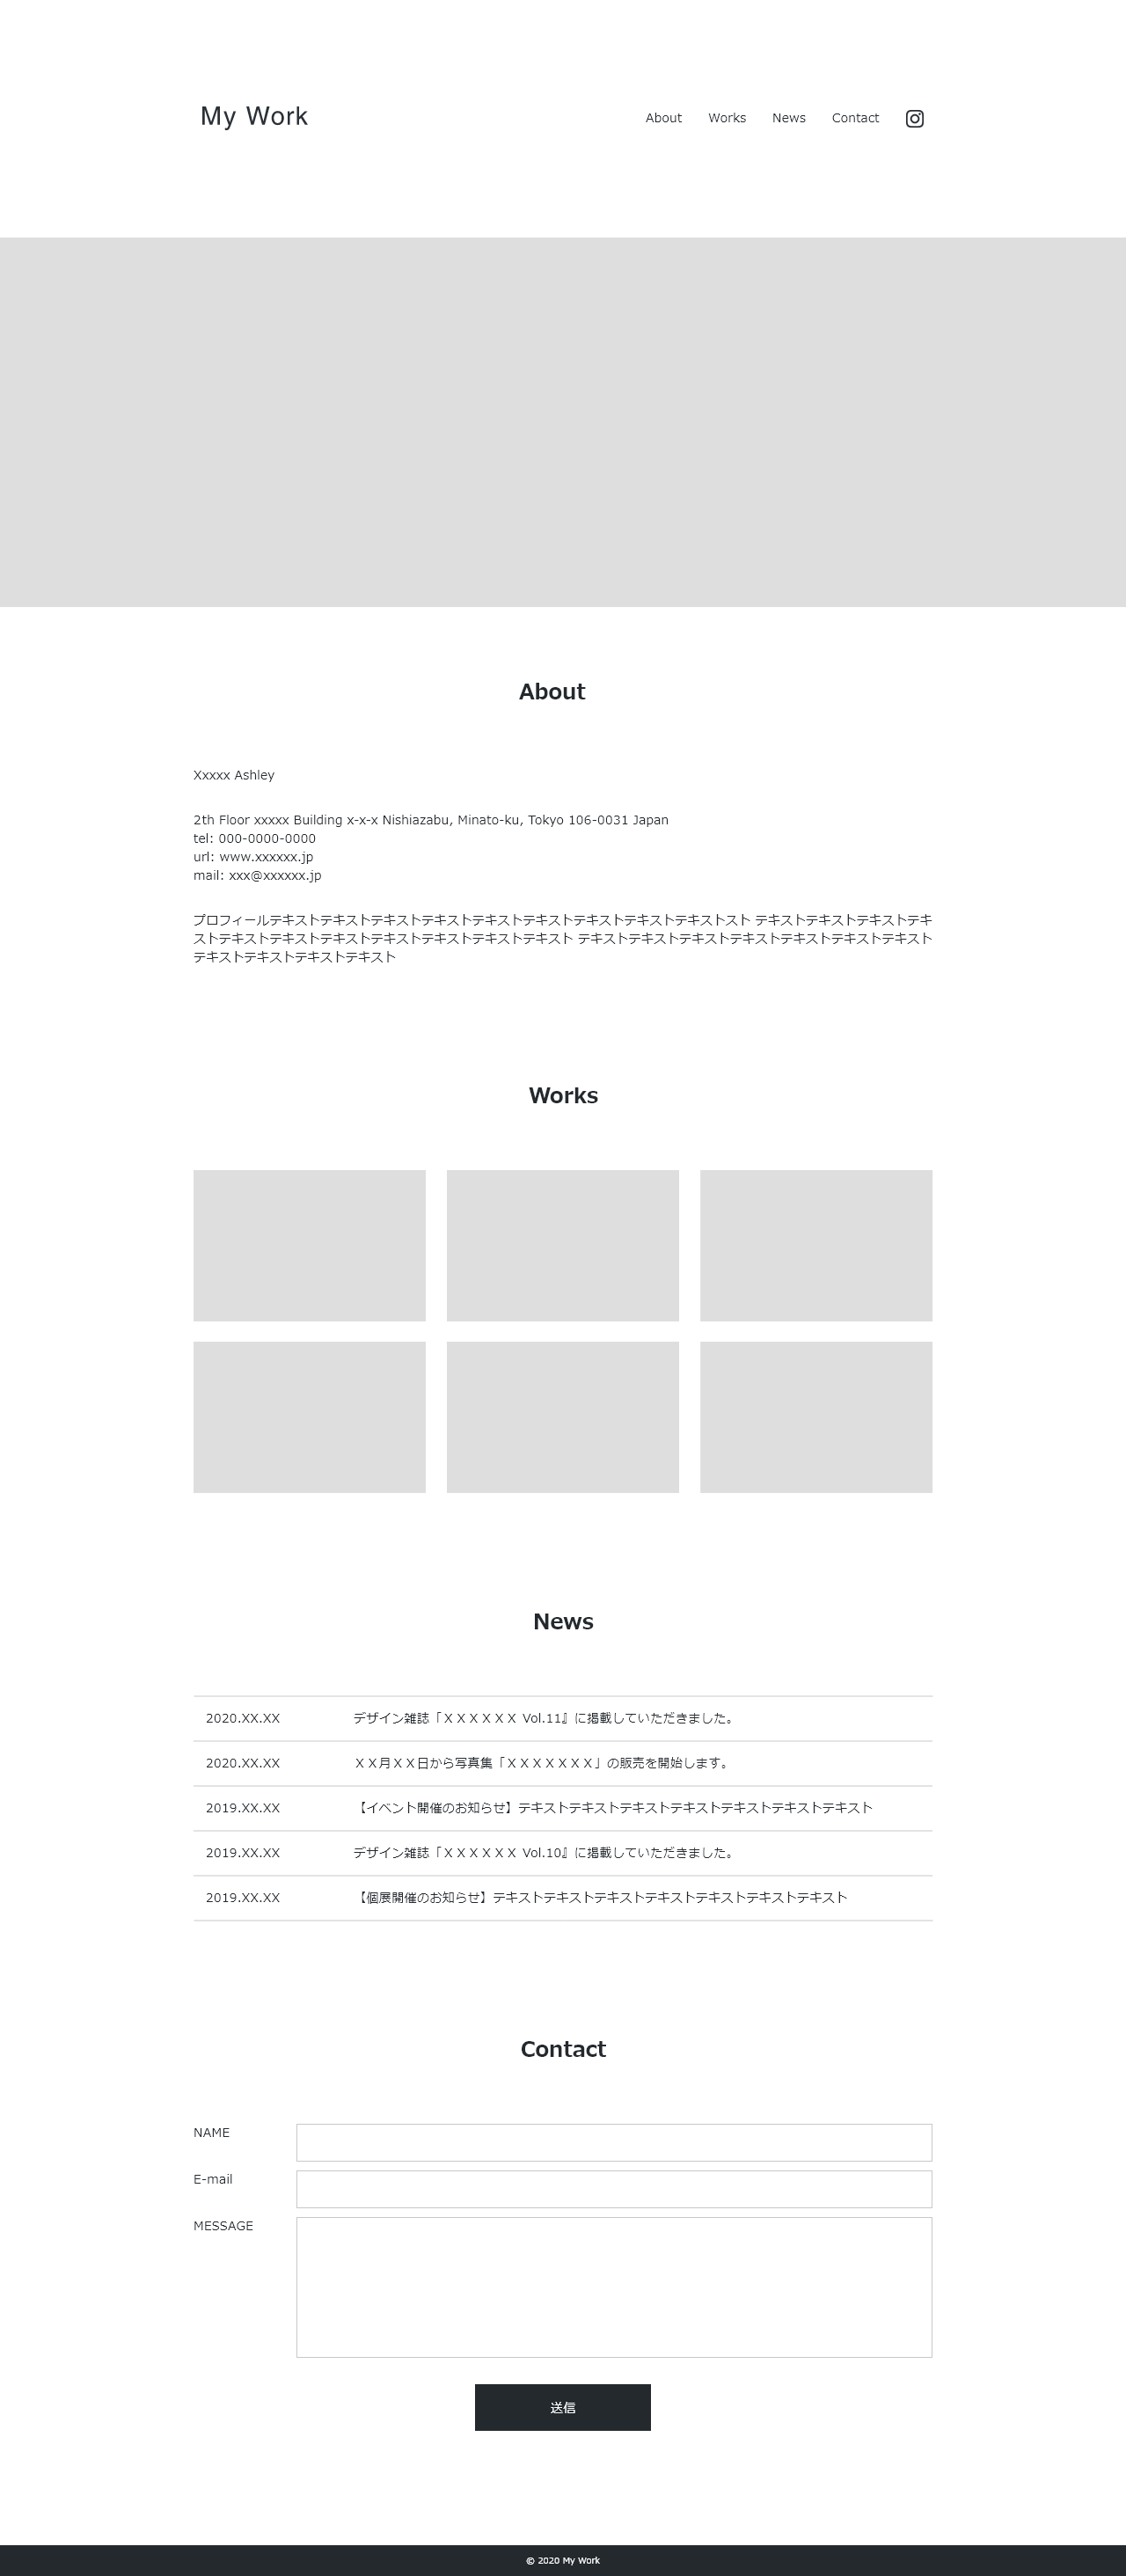 My Work
About Works News Contact
About
Xxxxx Ashley
2th Floor xxxxx Building x-x-x Nishiazabu, Minato-ku, Tokyo 106-0031 Japan
tel: 000-0000-0000
url: www.xxxxxx.jp
mail: xxx@xxxxxx.jp
プロフィールテキストテキストテキストテキストテキストテキストテキストテキストテキストスト テキストテキストテキストテキ
ストテキストテキストテキストテキストテキストテキストテキスト テキストテキストテキストテキストテキストテキストテキスト
テキストテキストテキストテキスト
Works
News
2020.XX.XX デザイン雑誌「ＸＸＸＸＸＸ Vol.11』に掲載していただきました。
2020.XX.XX ＸＸ月ＸＸ日から写真集「ＸＸＸＸＸＸＸ」の販売を開始します。
2019.XX.XX 【イベント開催のお知らせ】テキストテキストテキストテキストテキストテキストテキスト
2019.XX.XX デザイン雑誌「ＸＸＸＸＸＸ Vol.10』に掲載していただきました。
2019.XX.XX 【個展開催のお知らせ】テキストテキストテキストテキストテキストテキストテキスト
Contact
NAME
E-mail
MESSAGE
送信
© 2020 My Work